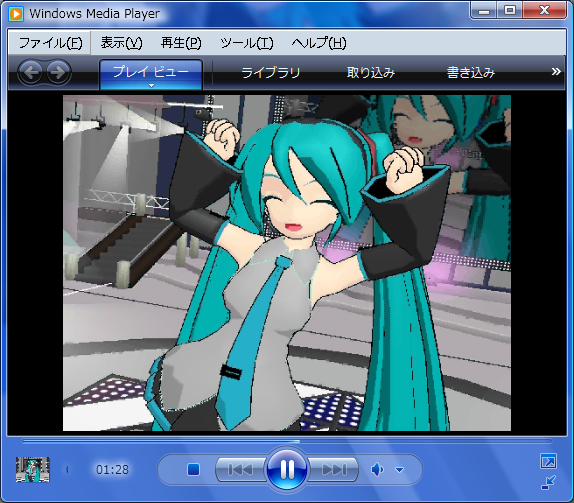 Windows Media Player
ファイル(F) 表示(V) 再生(P) ツール(T) ヘルプ(H)
プレイ ビュー ライブラリ 取り込み 書き込み »
01:28